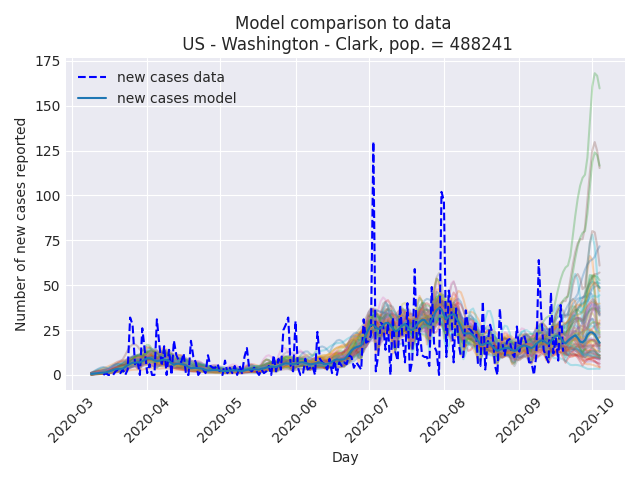 Model comparison to data
US - Washington - Clark, pop. = 488241
new cases data
new cases model
Number of new cases reported
175
150
125
100
75
50
25
0
2020-03
2020-04
2020-05
2020-06
2020-07
2020-08
2020-09
2020-10
Day